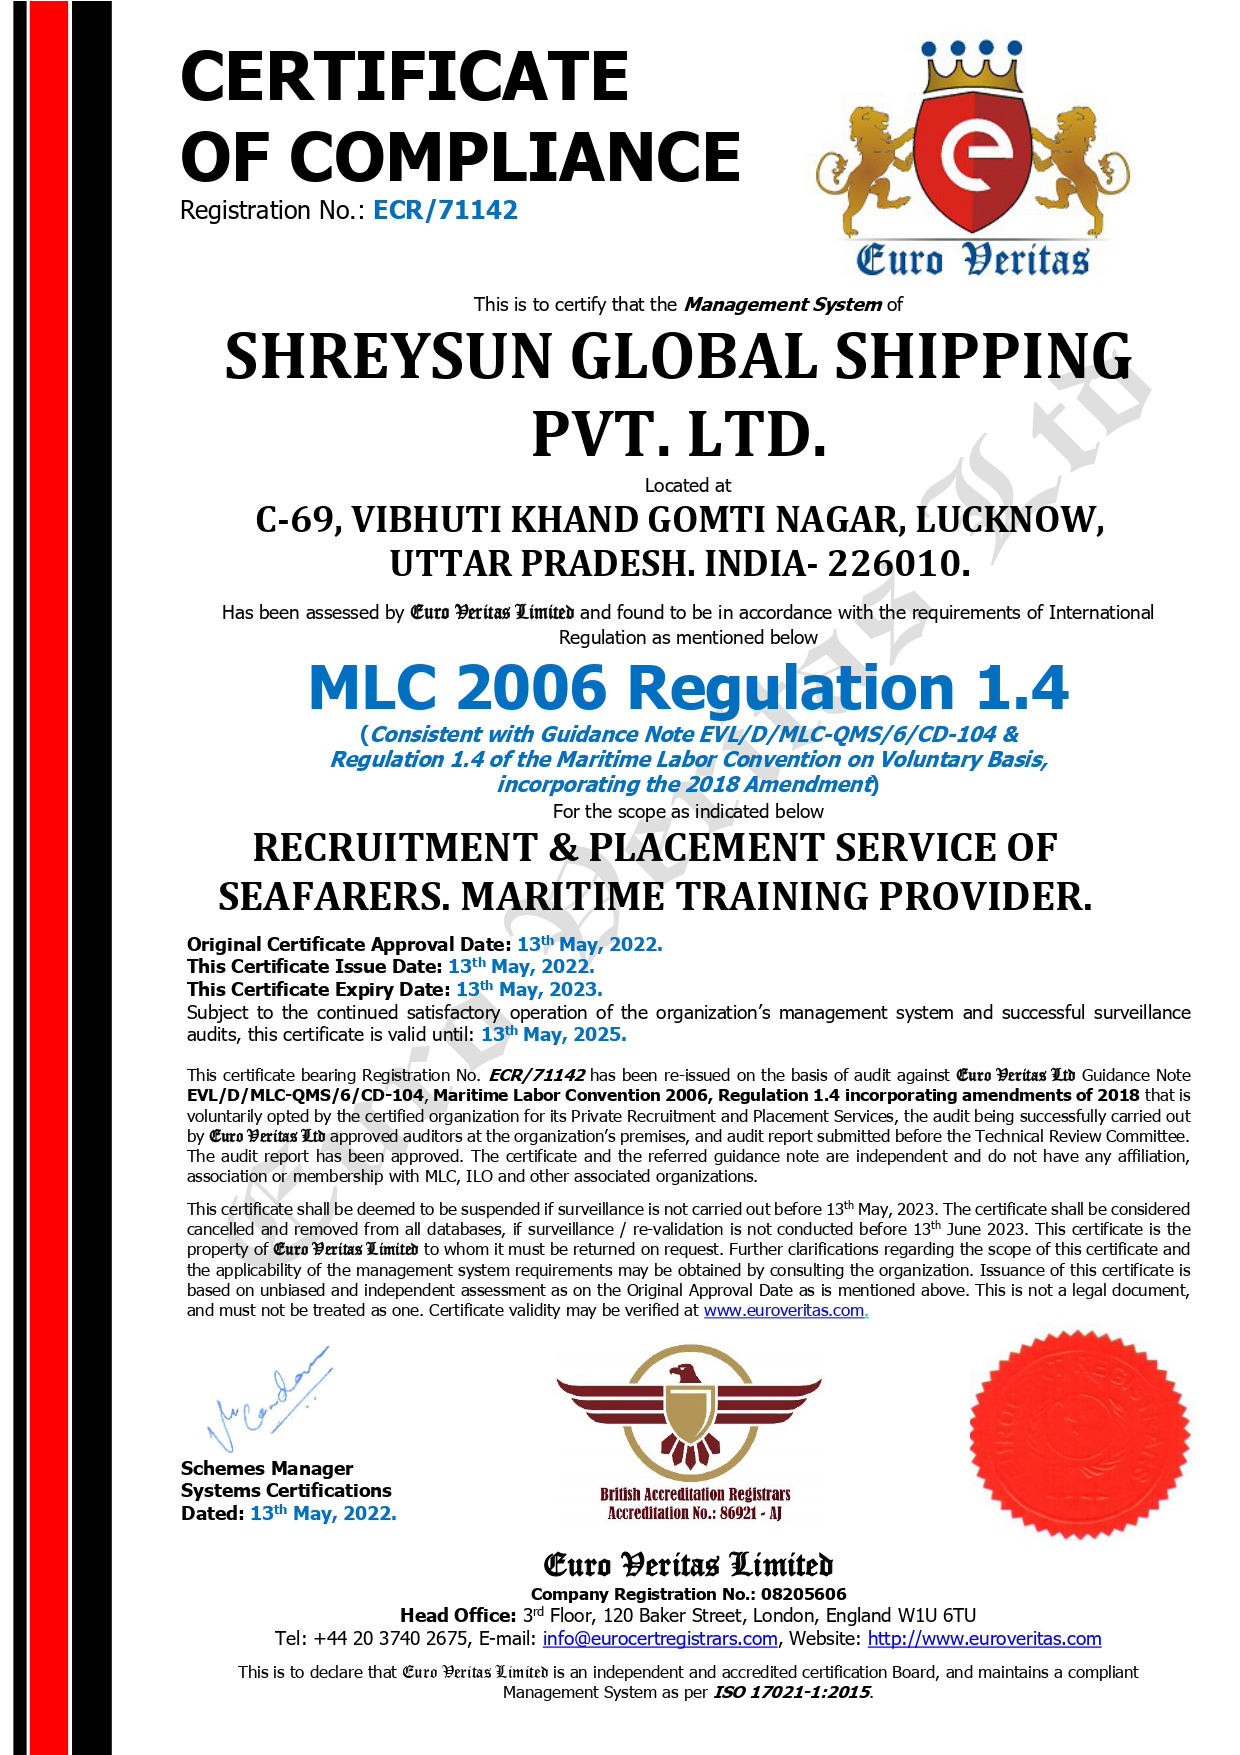 CERTIFICATE
OF COMPLIANCE
Registration No.: ECR/71142
e
Euro Veritas
This is to certify that the Management System of
SHREYSUN GLOBAL SHIPPING
PVT. LTD.
Located at
C-69, VIBHUTI KHAND GOMTI NAGAR, LUCKNOW,
UTTAR PRADESH. INDIA- 226010.
Has been assessed by Euro Veritas Limited and found to be in accordance with the requirements of International
Regulation as mentioned below
MLC 2006 Regulation 1.4
(Consistent with Guidance Note EVL/D/MLC-QMS/6/CD-104 &
Regulation 1.4 of the Maritime Labor Convention on Voluntary Basis,
incorporating the 2018 Amendment)
For the scope as indicated below
RECRUITMENT & PLACEMENT SERVICE OF
SEAFARERS. MARITIME TRAINING PROVIDER.
Original Certificate Approval Date: 13th May, 2022.
This Certificate Issue Date: 13th May, 2022.
This Certificate Expiry Date: 13th May, 2023.
Subject to the continued satisfactory operation of the organization’s management system and successful surveillance
audits, this certificate is valid until: 13th May, 2025.
This certificate bearing Registration No. ECR/71142 has been re-issued on the basis of audit against Euro Veritas Ltd Guidance Note
EVL/D/MLC-QMS/6/CD-104, Maritime Labor Convention 2006, Regulation 1.4 incorporating amendments of 2018 that is
voluntarily opted by the certified organization for its Private Recruitment and Placement Services, the audit being successfully carried out
by Euro Veritas Ltd approved auditors at the organization’s premises, and audit report submitted before the Technical Review Committee.
The audit report has been approved. The certificate and the referred guidance note are independent and do not have any affiliation,
association or membership with MLC, ILO and other associated organizations.
This certificate shall be deemed to be suspended if surveillance is not carried out before 13th May, 2023. The certificate shall be considered
cancelled and removed from all databases, if surveillance / re-validation is not conducted before 13th June 2023. This certificate is the
property of Euro Veritas Limited to whom it must be returned on request. Further clarifications regarding the scope of this certificate and
the applicability of the management system requirements may be obtained by consulting the organization. Issuance of this certificate is
based on unbiased and independent assessment as on the Original Approval Date as is mentioned above. This is not a legal document,
and must not be treated as one. Certificate validity may be verified at www.euroveritas.com.
Euro Veritas Ltd
Schemes Manager
Systems Certifications
Dated: 13th May, 2022.
British Accreditation Registrars
Accreditation No.: 86921 - AJ
Euro Veritas Limited
Company Registration No.: 08205606
Head Office: 3rd Floor, 120 Baker Street, London, England W1U 6TU
Tel: +44 20 3740 2675, E-mail: info@eurocertregistrars.com, Website: http://www.euroveritas.com
This is to declare that Euro Veritas Limited is an independent and accredited certification Board, and maintains a compliant
Management System as per ISO 17021-1:2015.